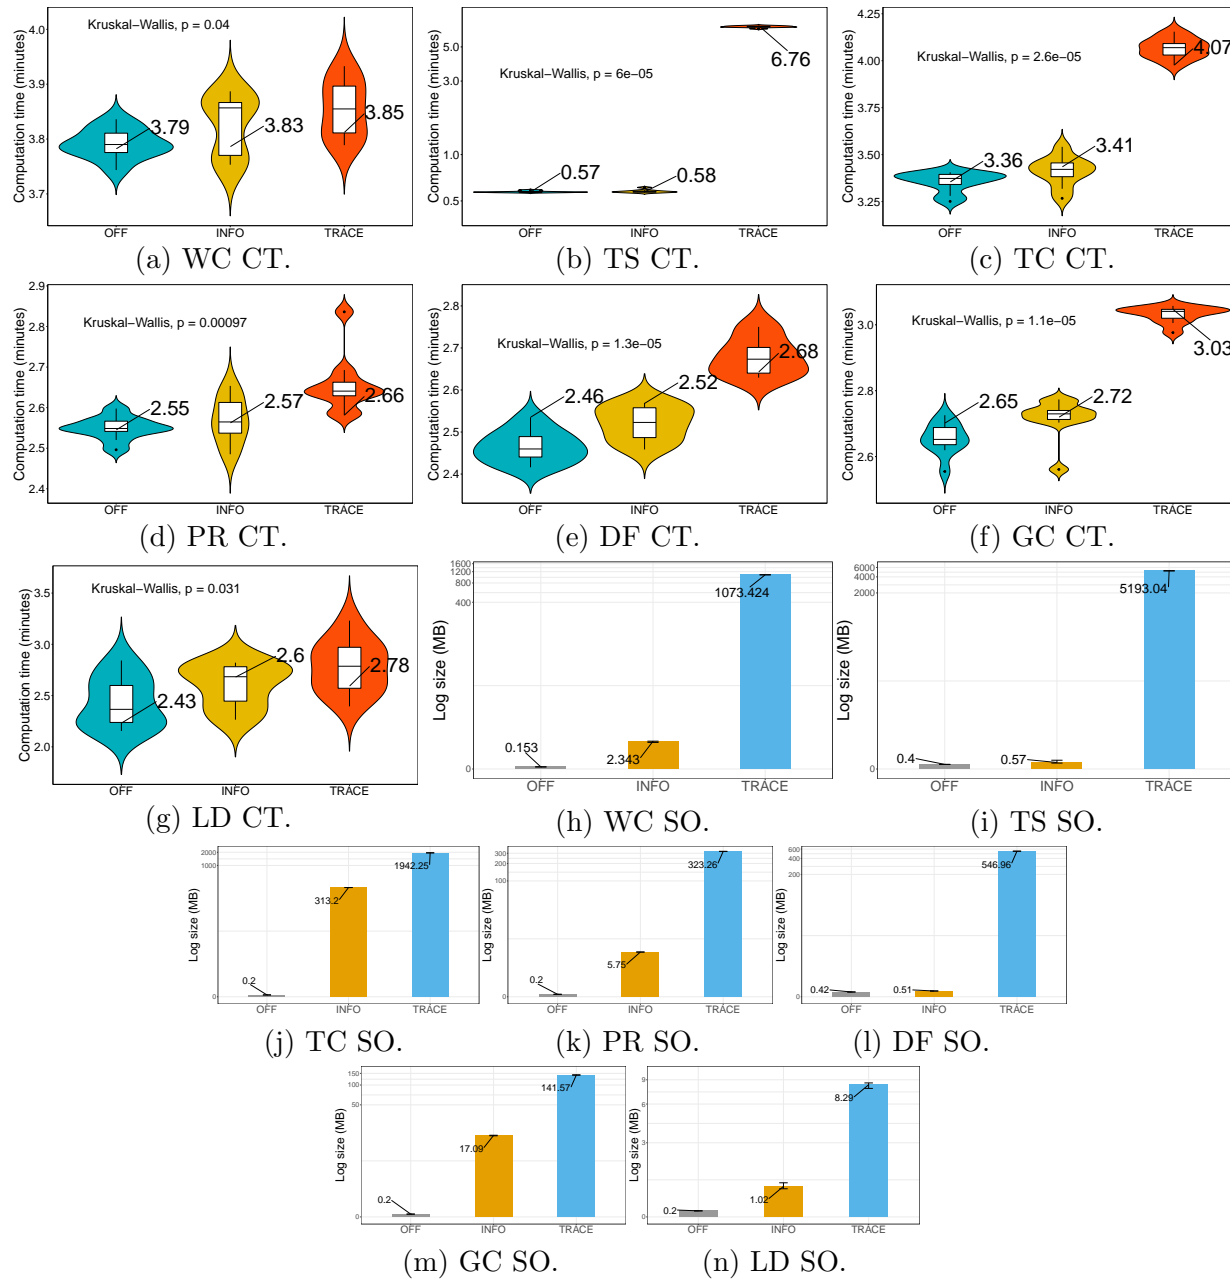 Computation time (minutes)
4.0
3.9
3.8
3.7
Kruskal−Wallis, p = 0.04
3.79
3.83
3.85
OFF
INFO
TRACE
(a) WC CT.
Computation time (minutes)
5.0
3.0
1.0
0.5
Kruskal−Wallis, p = 6e−05
0.57
0.58
6.76
OFF
INFO
TRACE
(b) TS CT.
Computation time (minutes)
4.25
4.00
3.75
3.50
3.25
Kruskal−Wallis, p = 2.6e−05
3.36
3.41
4.07
OFF
INFO
TRACE
(c) TC CT.
Computation time (minutes)
2.9
2.8
2.7
2.6
2.5
2.4
Kruskal−Wallis, p = 0.00097
2.55
2.57
2.66
OFF
INFO
TRACE
(d) PR CT.
Computation time (minutes)
2.8
2.7
2.6
2.5
2.4
Kruskal−Wallis, p = 1.3e−05
2.46
2.52
2.68
OFF
INFO
TRACE
(e) DF CT.
Computation time (minutes)
3.0
2.8
2.6
Kruskal−Wallis, p = 1.1e−05
2.65
2.72
3.03
OFF
INFO
TRACE
(f) GC CT.
Computation time (minutes)
3.5
3.0
2.5
2.0
Kruskal−Wallis, p = 0.031
2.43
2.6
2.78
OFF
INFO
TRACE
(g) LD CT.
Log size (MB)
1600
1200
800
400
0
0.153
2.343
1073.424
OFF
INFO
TRACE
(h) WC SO.
Log size (MB)
6000
4000
2000
0
0.4
0.57
5193.04
OFF
INFO
TRACE
(i) TS SO.
Log size (MB)
2000
1000
0
0.2
313.2
1942.25
OFF
INFO
TRACE
(j) TC SO.
Log size (MB)
300
200
100
0
0.2
5.75
323.26
OFF
INFO
TRACE
(k) PR SO.
Log size (MB)
600
400
200
0
0.42
0.51
546.96
OFF
INFO
TRACE
(l) DF SO.
Log size (MB)
150
100
50
0
0.2
17.09
141.57
OFF
INFO
TRACE
(m) GC SO.
Log size (MB)
9
6
3
0
0.2
1.02
8.29
OFF
INFO
TRACE
(n) LD SO.